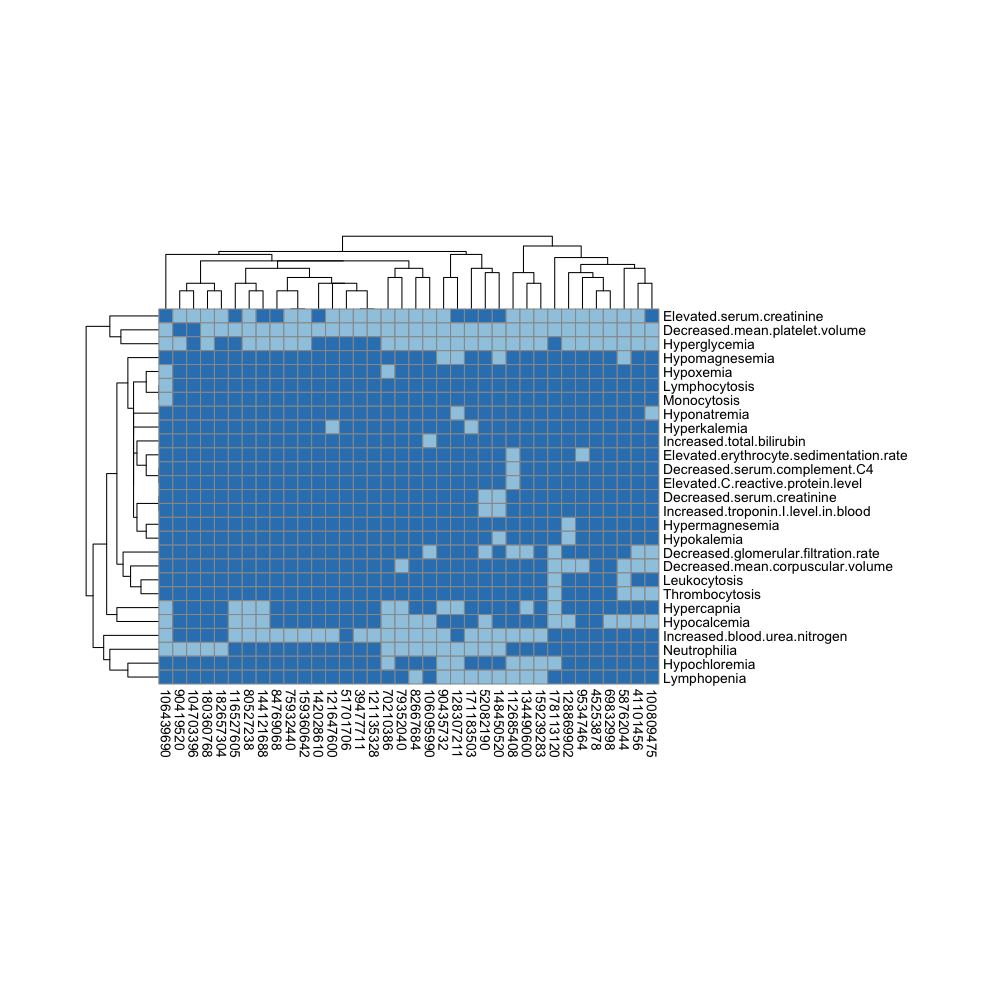 Elevated.serum.creatinine
Decreased.mean.platelet.volume
Hyperglycemia
Hypomagnesemia
Hypoxemia
Lymphocytosis
Monocytosis
Hyponatremia
Hyperkalemia
Increased.total.bilirubin
Elevated.erythrocyte.sedimentation.rate
Decreased.serum.complement.C4
Elevated.C.reactive.protein.level
Decreased.serum.creatinine
Increased.troponin.I.level.in.blood
Hypermagnesemia
Hypokalemia
Decreased.glomerular.filtration.rate
Decreased.mean.corpuscular.volume
Leukocytosis
Thrombocytosis
Hypercapnia
Hypocalcemia
Increased.blood.urea.nitrogen
Neutrophilia
Hypochloremia
Lymphopenia
106439690
90419520
104703396
180360768
182657304
116527605
80527238
144121688
84769068
75932440
159360642
142028610
121647600
51701706
39477711
121135328
70210386
79352040
82667684
10609590
90435732
128307211
171183503
52082190
148450520
112685408
134490600
159239283
178113120
128869902
95347464
45253878
69832998
58762044
41101456
100809475